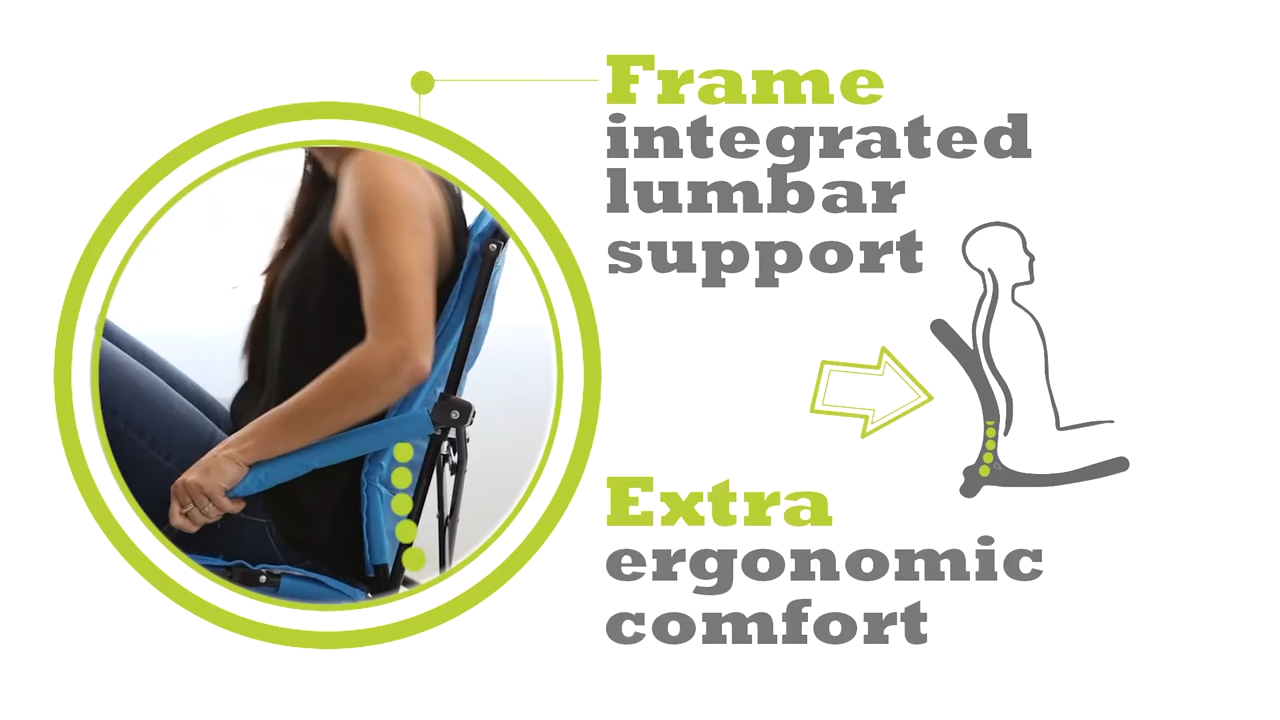 Frame
integrated
lumbar
support
Extra
ergonomic
comfort